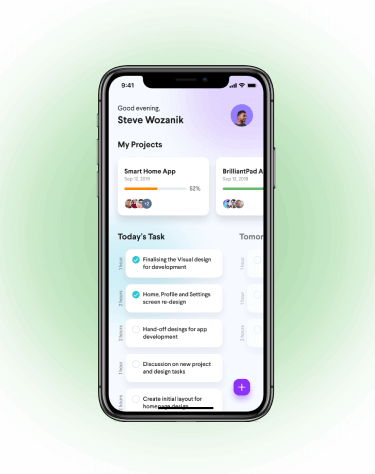 9:41
Good evening,
Steve Wozanik
My Projects
Smart Home App
Sep 12, 2019
52%
+2
BrilliantPad A
Sep 12, 2019
Today's Task
Tomor
1 hour
Finalising the Visual design
for development
2 hours
Home, Profile and Settings
screen re-design
2 hours
Hand-off desings for app
development
1 hour
Discussion on new project
and design tasks
2 hours
Create initial layout for
homepage design